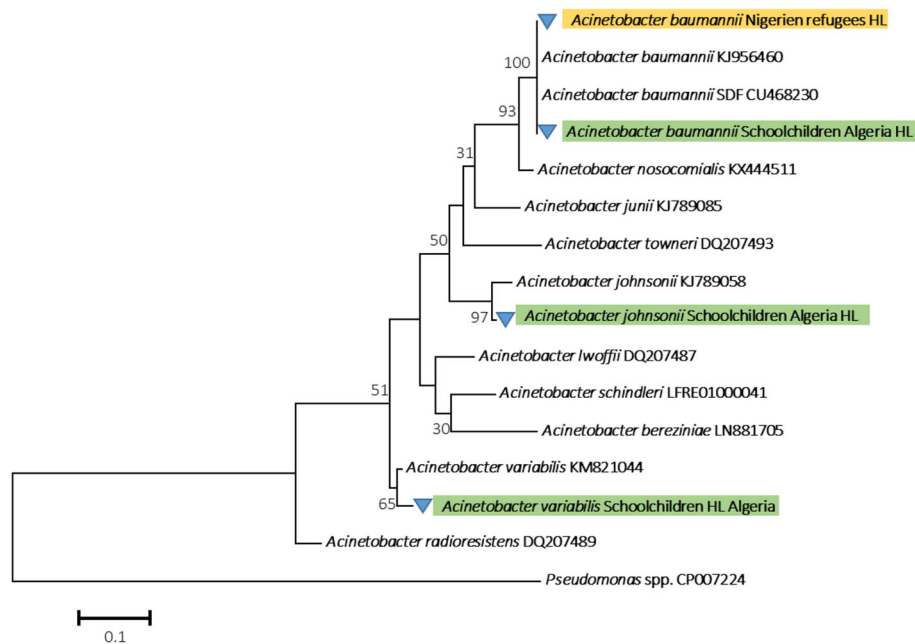 Acinetobacter baumannii Nigerien refugees HL
100
Acinetobacter baumannii KJ956460
Acinetobacter baumannii SDF CU468230
93
Acinetobacter baumannii Schoolchildren Algeria HL
31
Acinetobacter nosocomialis KX444511
Acinetobacter junii KJ789085
50
Acinetobacter towneri DQ207493
Acinetobacter johnsonii KJ789058
97
Acinetobacter johnsonii Schoolchildren Algeria HL
Acinetobacter lwoffii DQ207487
51
Acinetobacter schindleri LFRE01000041
30
Acinetobacter bereziniae LN881705
Acinetobacter variabilis KM821044
65
Acinetobacter variabilis Schoolchildren HL Algeria
Acinetobacter radioresistens DQ207489
Pseudomonas spp. CP007224
0.1